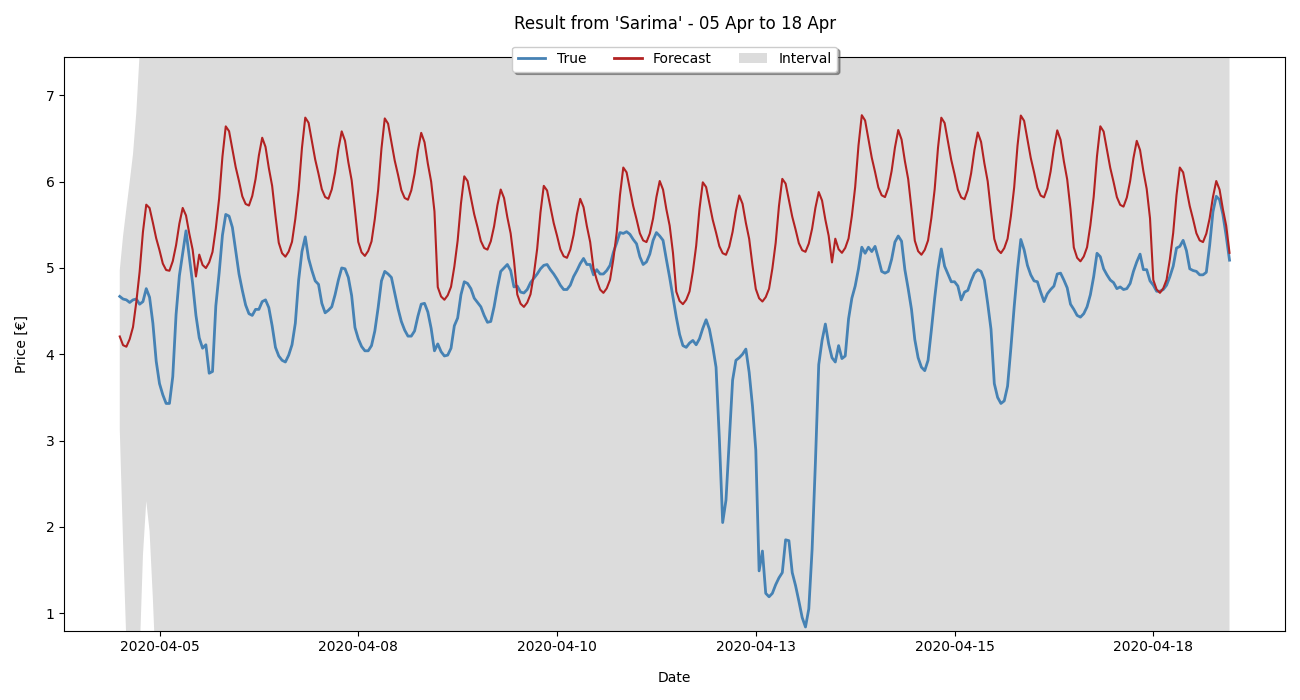 Result from 'Sarima' - 05 Apr to 18 Apr
True Forecast Interval
7
6
5
4
3
2
1
Price [€]
2020-04-05 2020-04-08 2020-04-10 2020-04-13 2020-04-15 2020-04-18
Date